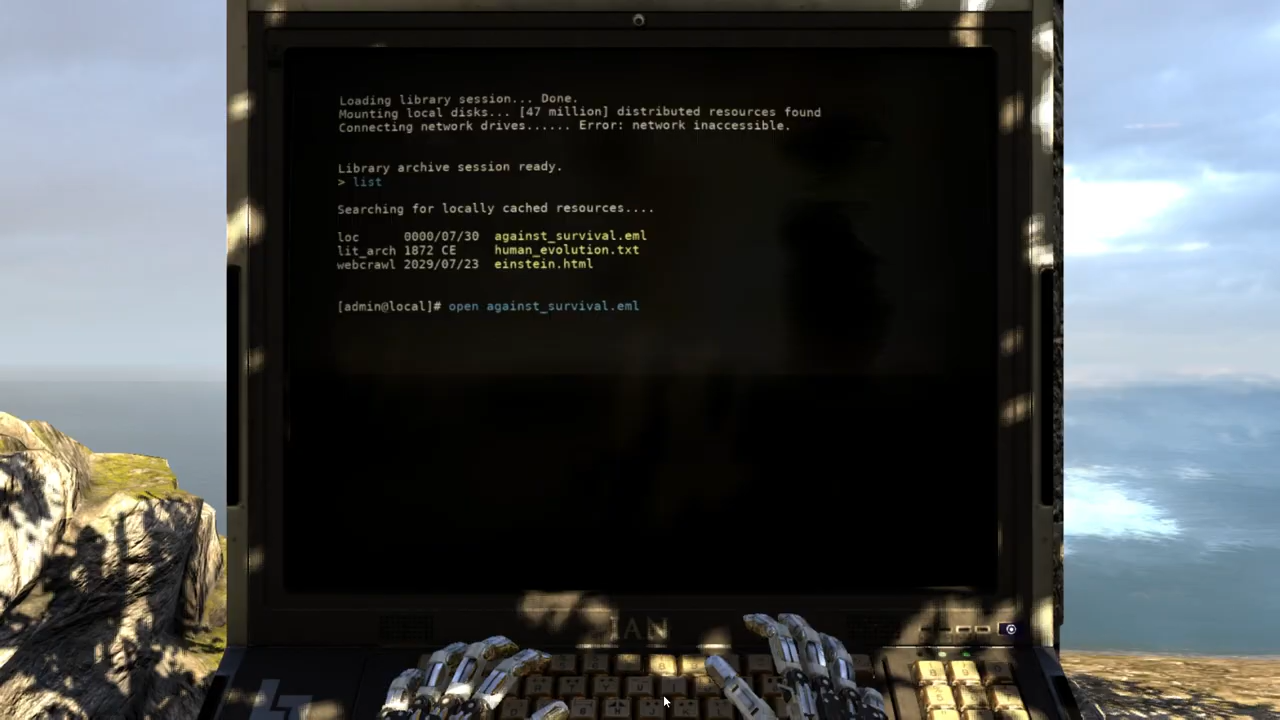 Loading library session... Done.
Mounting local disks... [47 million] distributed resources found
Connecting network drives...... Error: network inaccessible.
Library archive session ready.
> list
Searching for locally cached resources....
loc 0000/07/30 against_survival.eml
lit_arch 1872 CE human_evolution.txt
webcrawl 2029/07/23 einstein.html
[admin@local]# open against_survival.eml
IAN